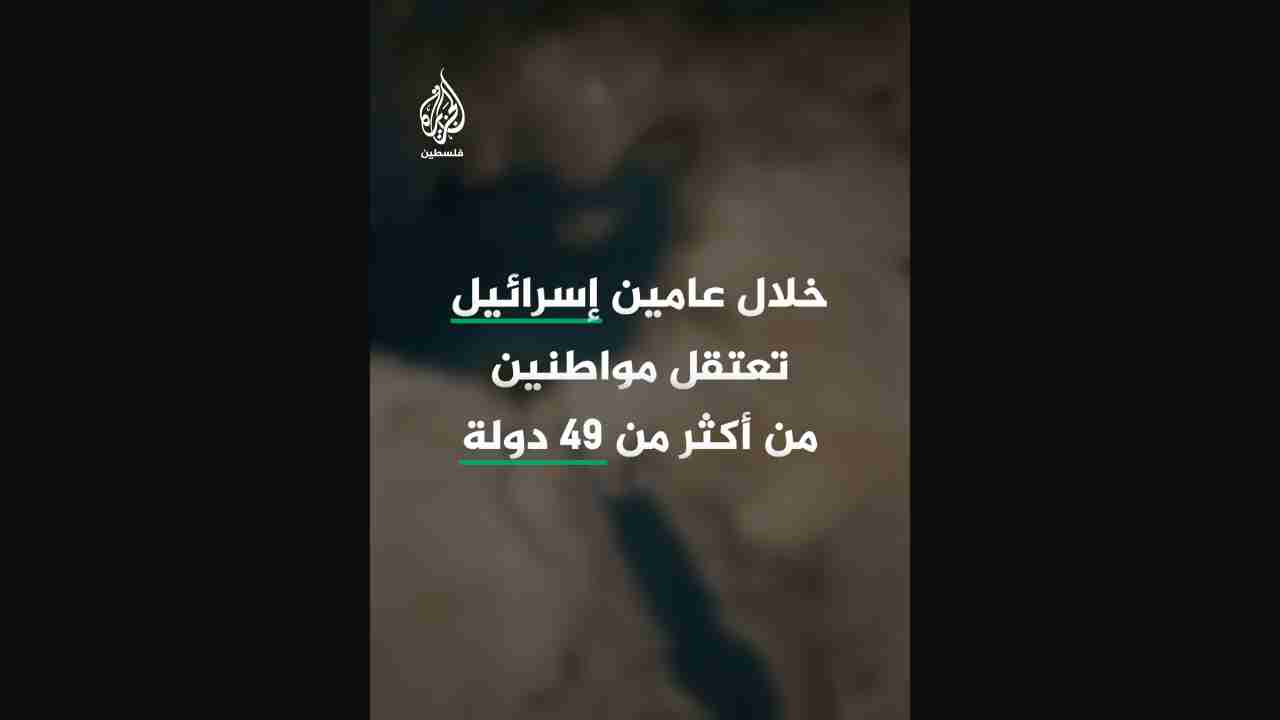 الجزيرة
فلسطين
خلال عامين إسرائيل
تعتقل مواطنين
من أكثر من 49 دولة